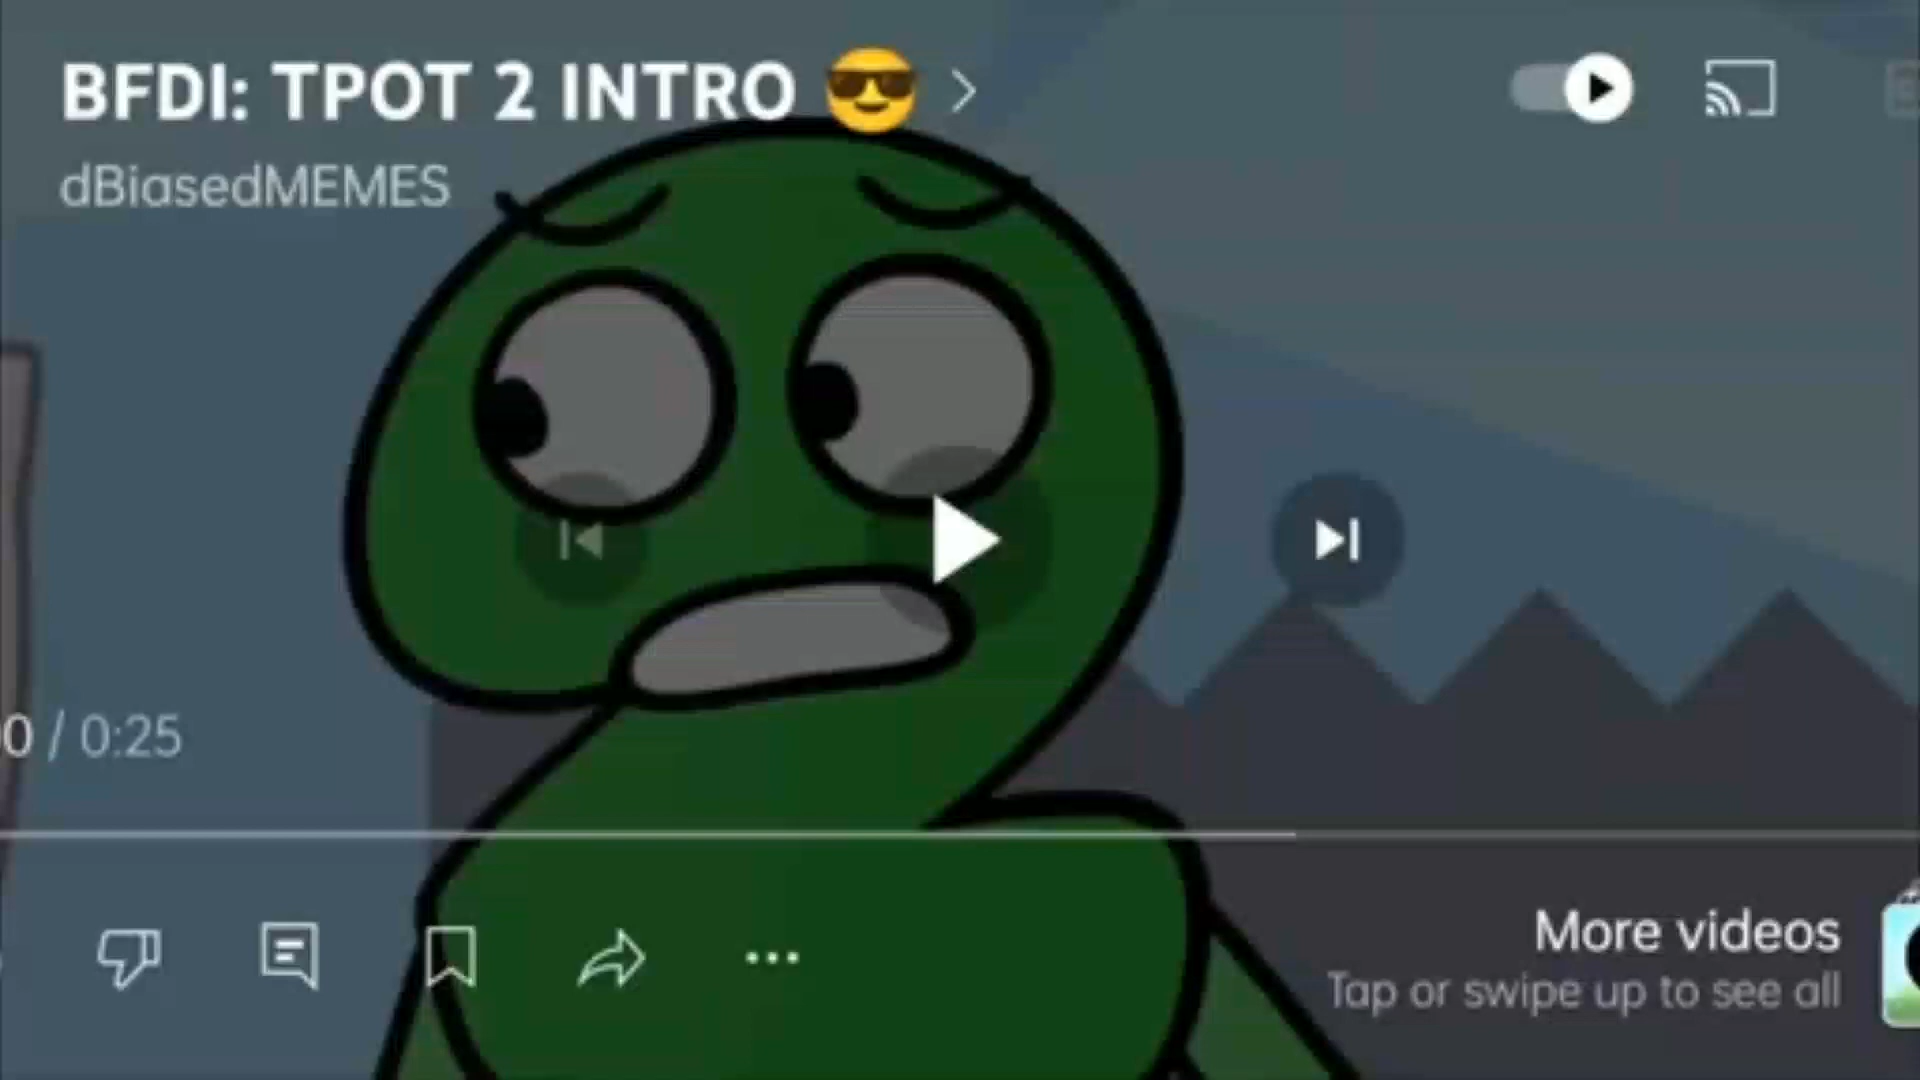 BFDI: TPOT 2 INTRO 😎
dBiasedMEMES
0 / 0:25
More videos
Tap or swipe up to see all